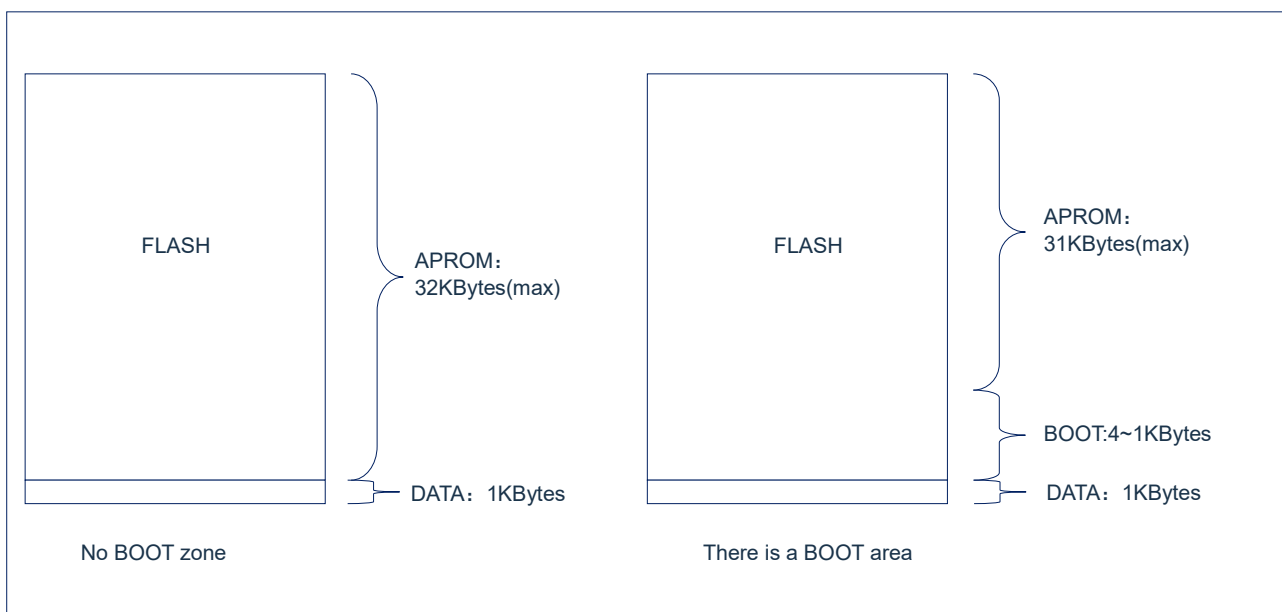 FLASH
APROM：
32KBytes(max)
DATA：1KBytes
No BOOT zone
FLASH
APROM：
31KBytes(max)
BOOT:4~1KBytes
DATA：1KBytes
There is a BOOT area